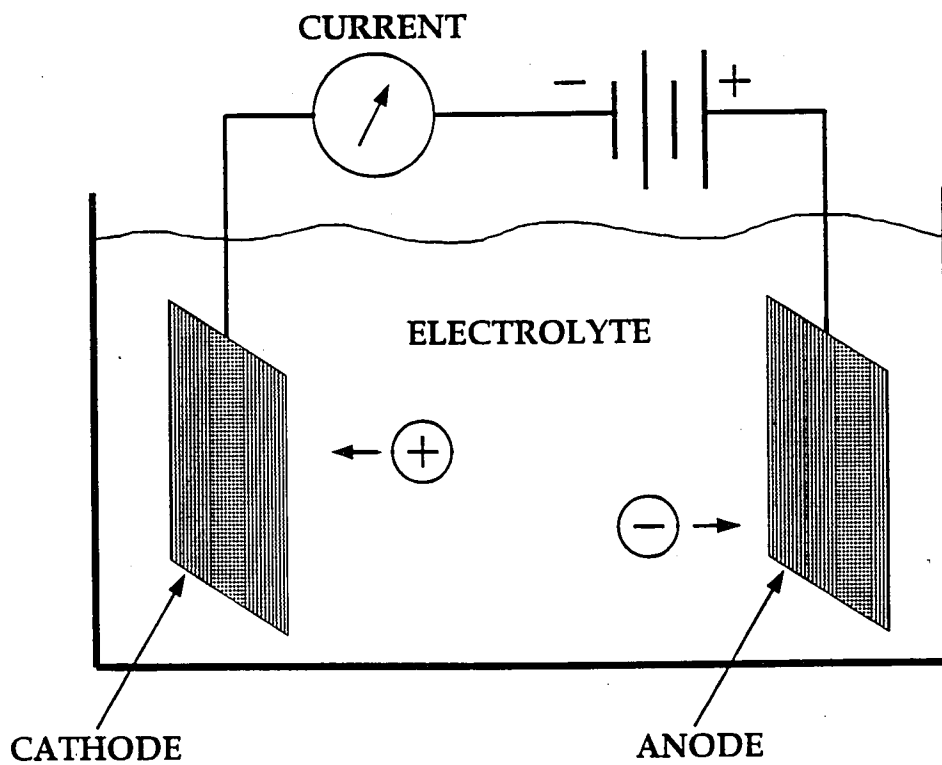 CURRENT
− +
ELECTROLYTE
+
−
CATHODE
ANODE